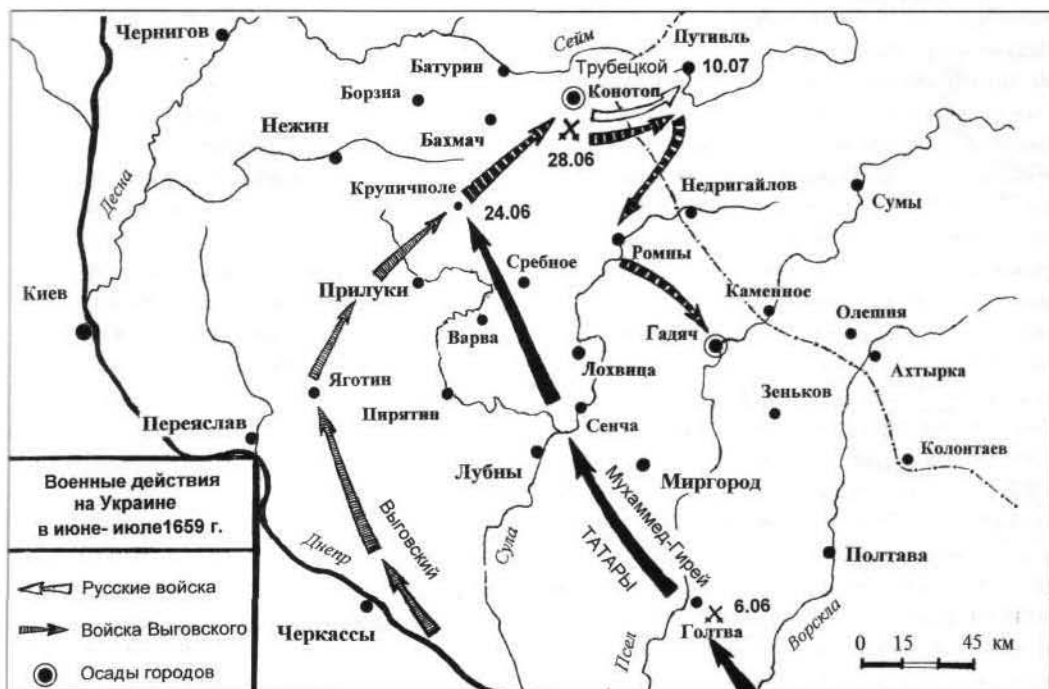 Чернигов
Сейм
Путивль
Батурин
Трубецкой
10.07
Борзна
Конотоп
Нежин
Бахмач
28.06
Десна
Крупичполе
24.06
Недригайлов
Сумы
Ромны
Сребное
Киев
Прилуки
Каменное
Олешня
Варва
Гадяч
Лохвица
Ахтырка
Яготин
Пирятин
Зеньков
Сенча
Переяслав
Колонтаев
Лубны
Миргород
Военные действия
на Украине
в июне- июле1659 г.
Выговский
Мухаммед-Гирей
ТАТАРЫ
Днепр
Сула
Полтава
Русские войска
6.06
Войска Выговского
Черкассы
Голтва
Псел
Ворскла
0 15 30 45 км
Осады городов